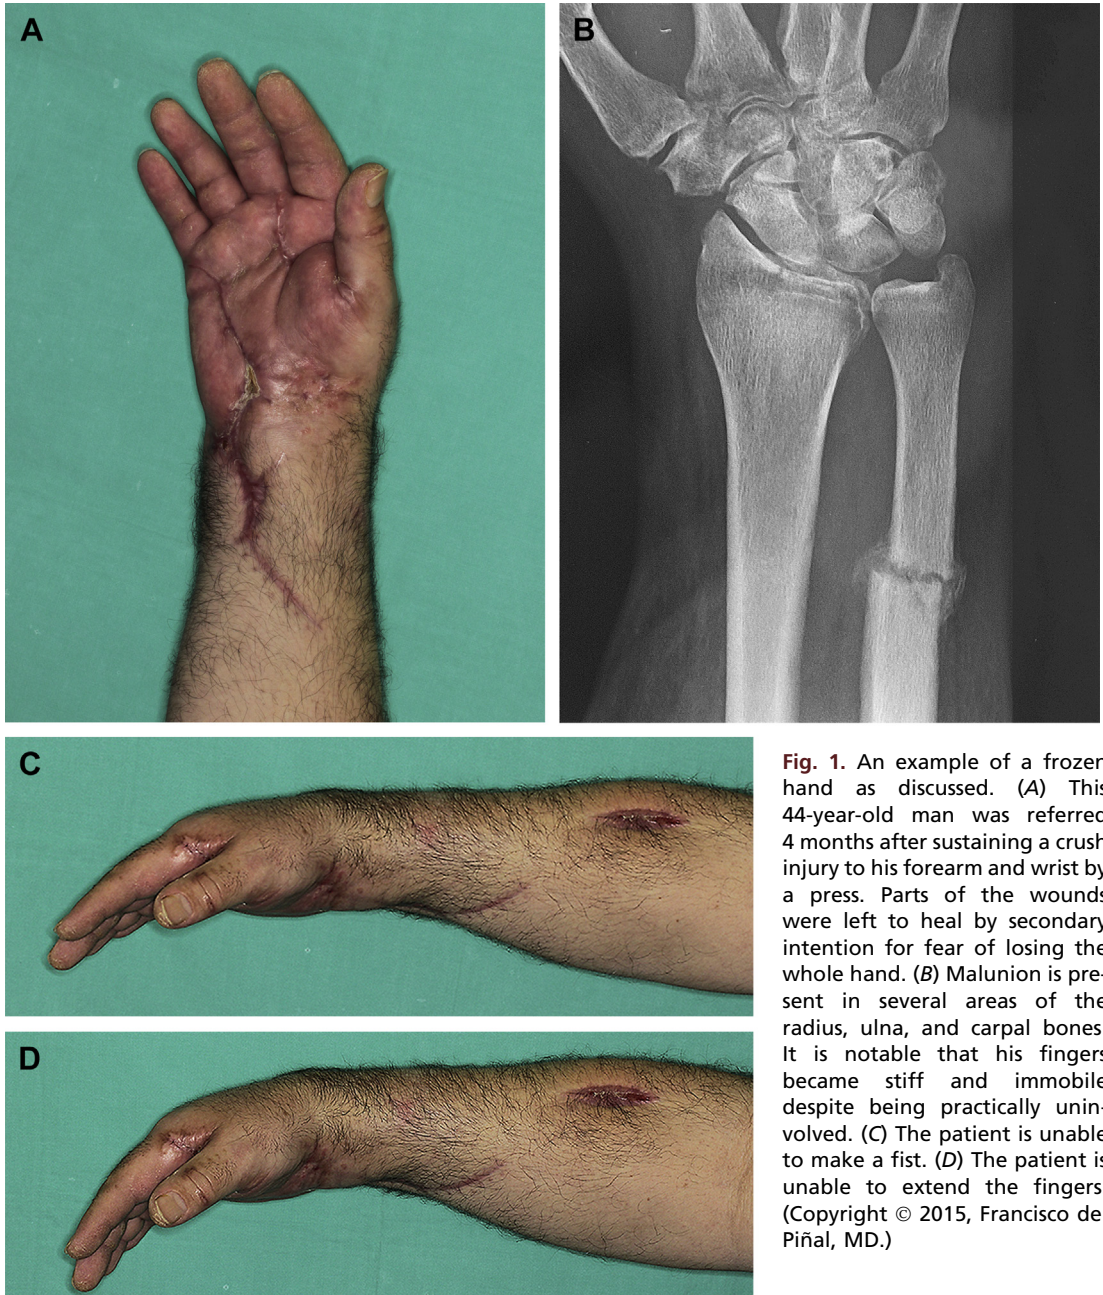 A
B
C
D
Fig. 1. An example of a frozen
hand as discussed. (A) This
44-year-old man was referred
4 months after sustaining a crush
injury to his forearm and wrist by
a press. Parts of the wounds
were left to heal by secondary
intention for fear of losing the
whole hand. (B) Malunion is pre-
sent in several areas of the
radius, ulna, and carpal bones
It is notable that his fingers
became stiff and immobile
despite being practically unin-
volved. (C) The patient is unable
to make a fist. (D) The patient is
unable to extend the fingers
(Copyright © 2015, Francisco de
Piñal, MD.)